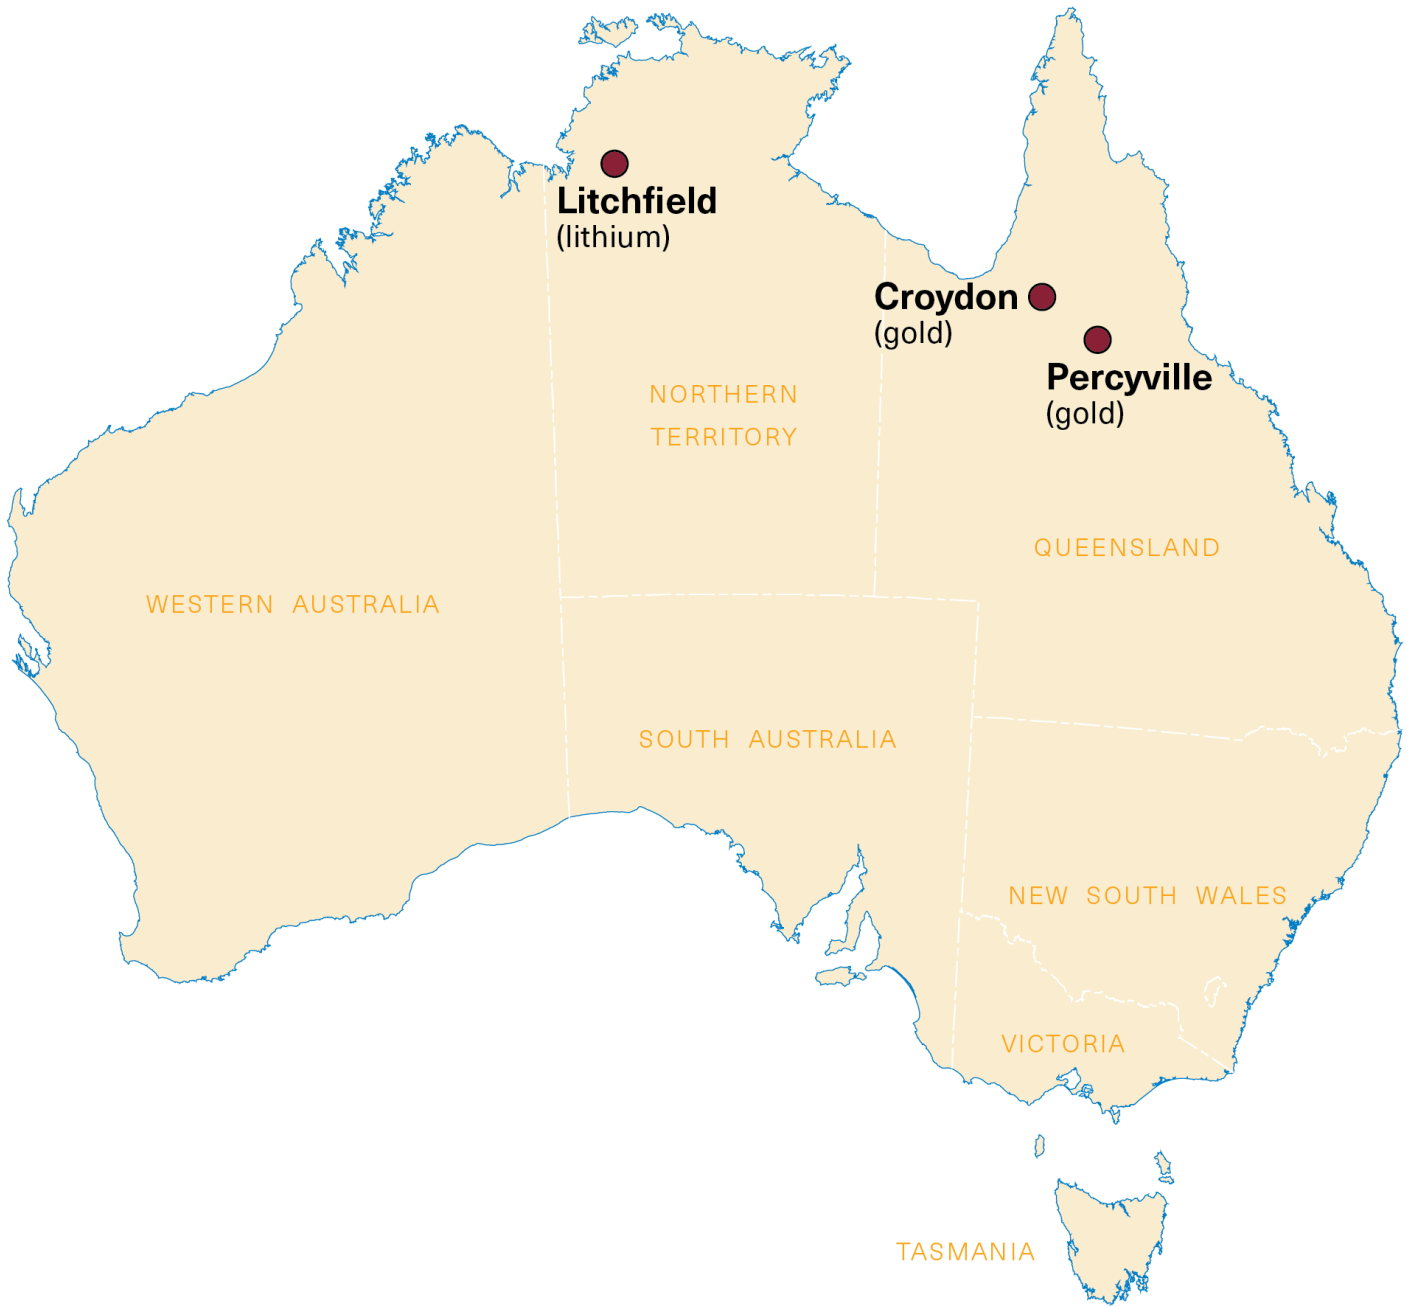 Litchfield
(lithium)
Croydon
(gold)
Percyville
(gold)
NORTHERN
TERRITORY
QUEENSLAND
WESTERN AUSTRALIA
SOUTH AUSTRALIA
NEW SOUTH WALES
VICTORIA
TASMANIA